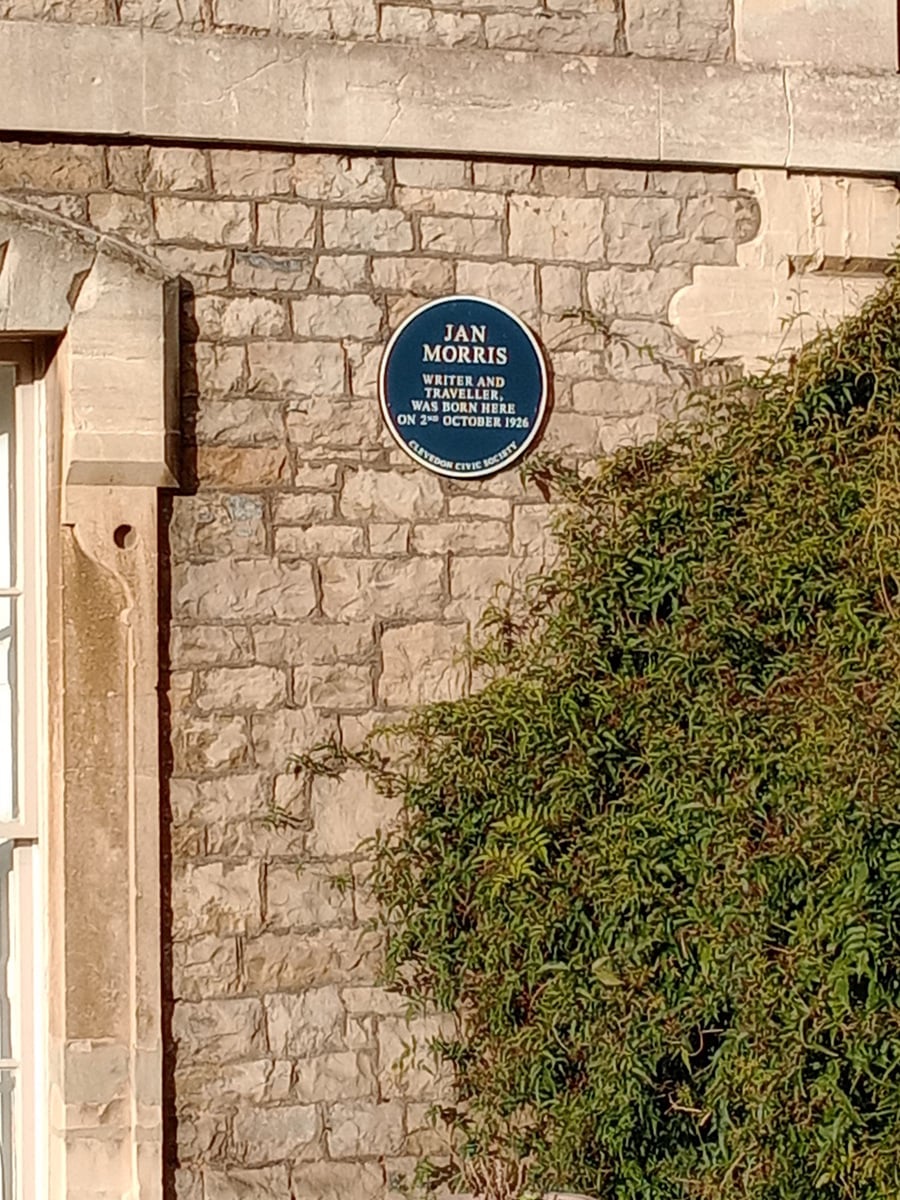 JAN
MORRIS
WRITER AND
TRAVELLER,
WAS BORN HERE
ON 2ND OCTOBER 1926
CLEVEDON CIVIC SOCIETY